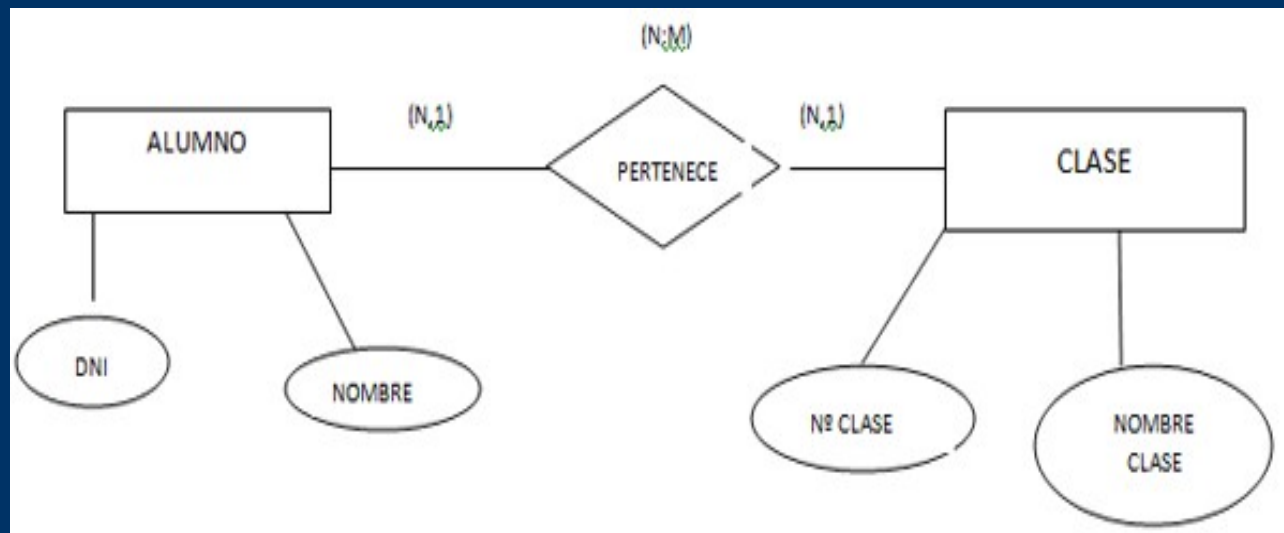 (N:M)
(N,1)
(N,1)
ALUMNO
PERTENECE
CLASE
DNI
NOMBRE
Nº CLASE
NOMBRE
CLASE